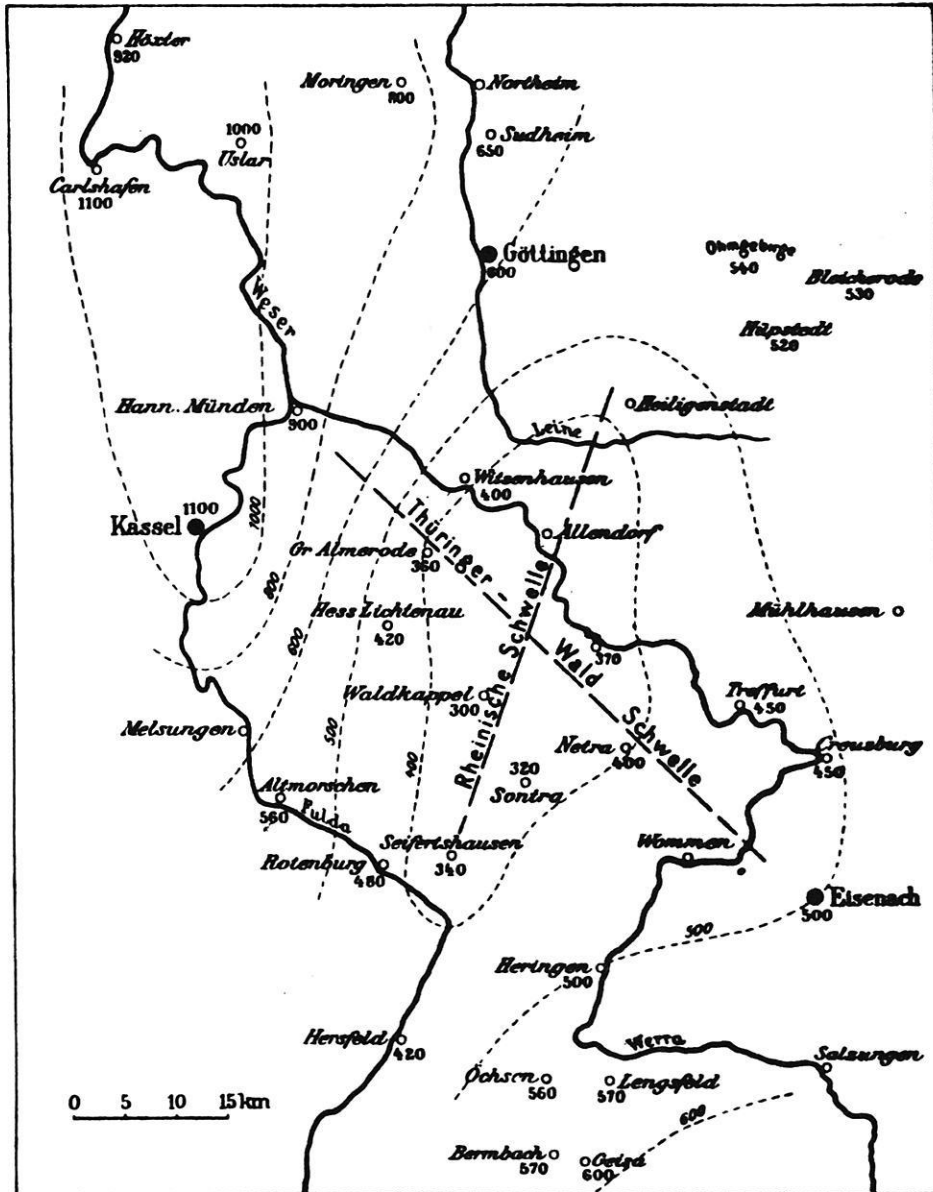 Höxter
920
Moringen
800
Northeim
Sudheim
650
1000
Uslar
Carlshafen
1100
Göttingen
600
Ohmgebirge
540
Bleicherode
530
Hüpstadt
520
Weser
Hann. Münden
900
Heiligenstadt
Leine
Witzenhausen
400
Kassel
1100
1000
Allendorf
Thüringer-
Wald
Schwelle
Gr. Almerode
360
Rheinische Schwelle
800
Hess Lichtenau
420
Mühlhausen
600
370
Waldkappel
300
Treffurt
450
Melsungen
500
Netra
400
Creuzburg
450
400
320
Sontra
Altmorschen
560
Fulda
Seifertshausen
340
Rotenburg
480
Wommen
Eisenach
500
500
Heringen
500
Hersfeld
420
Werra
Salzungen
Öchsen
560
Lengsfeld
570
0 5 10 15 km
600
Bermbach
570
Geisa
600